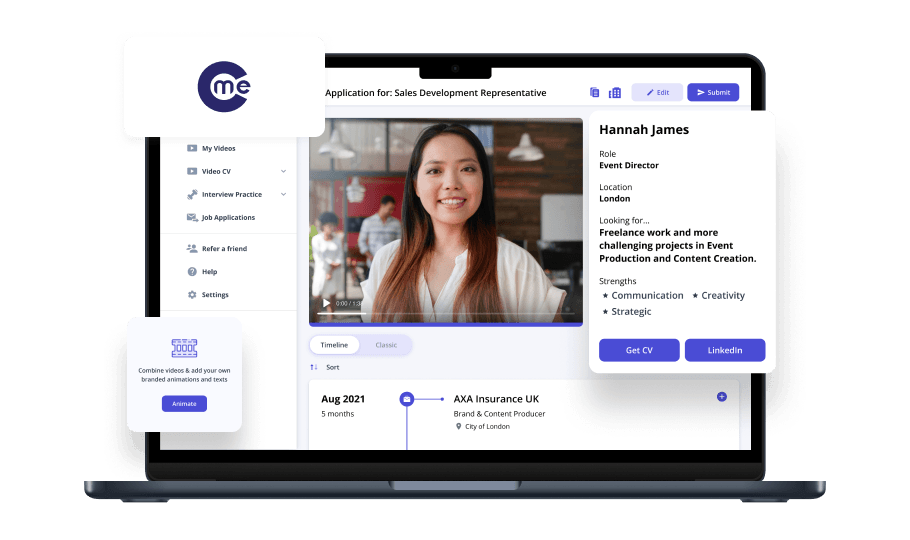 Cme
Application for: Sales Development Representative
Edit
Submit
My Videos
Video CV
Interview Practice
Job Applications
Refer a friend
Help
Settings
Combine videos & add your own
branded animations and texts
Animate
0:00 / 1:3
Timeline
Classic
Sort
Aug 2021
5 months
AXA Insurance UK
Brand & Content Producer
City of London
Hannah James
Role
Event Director
Location
London
Looking for...
Freelance work and more
challenging projects in Event
Production and Content Creation.
Strengths
Communication
Creativity
Strategic
Get CV
LinkedIn